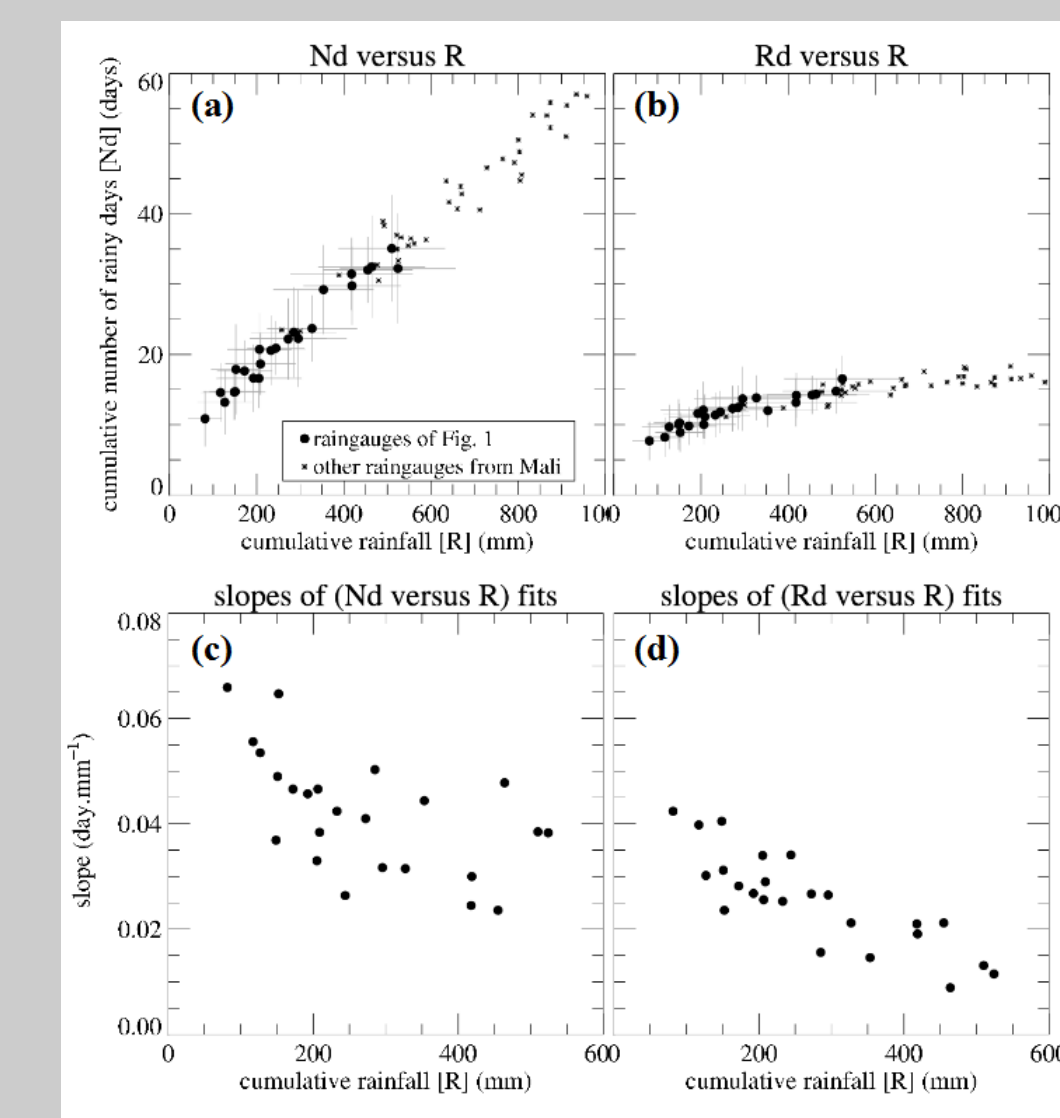 Nd versus R
Rd versus R
cumulative number of rainy days [Nd] (days)
60
40
20
0
(a)
(b)
raingauges of Fig. 1
other raingauges from Mali
0 200 400 600 800 100
200 400 600 800 100
cumulative rainfall [R] (mm)
cumulative rainfall [R] (mm)
slopes of (Nd versus R) fits
slopes of (Rd versus R) fits
slope (day.mm⁻¹)
0.08
0.06
0.04
0.02
0.00
(c)
(d)
0 200 400 600
200 400 600
cumulative rainfall [R] (mm)
cumulative rainfall [R] (mm)